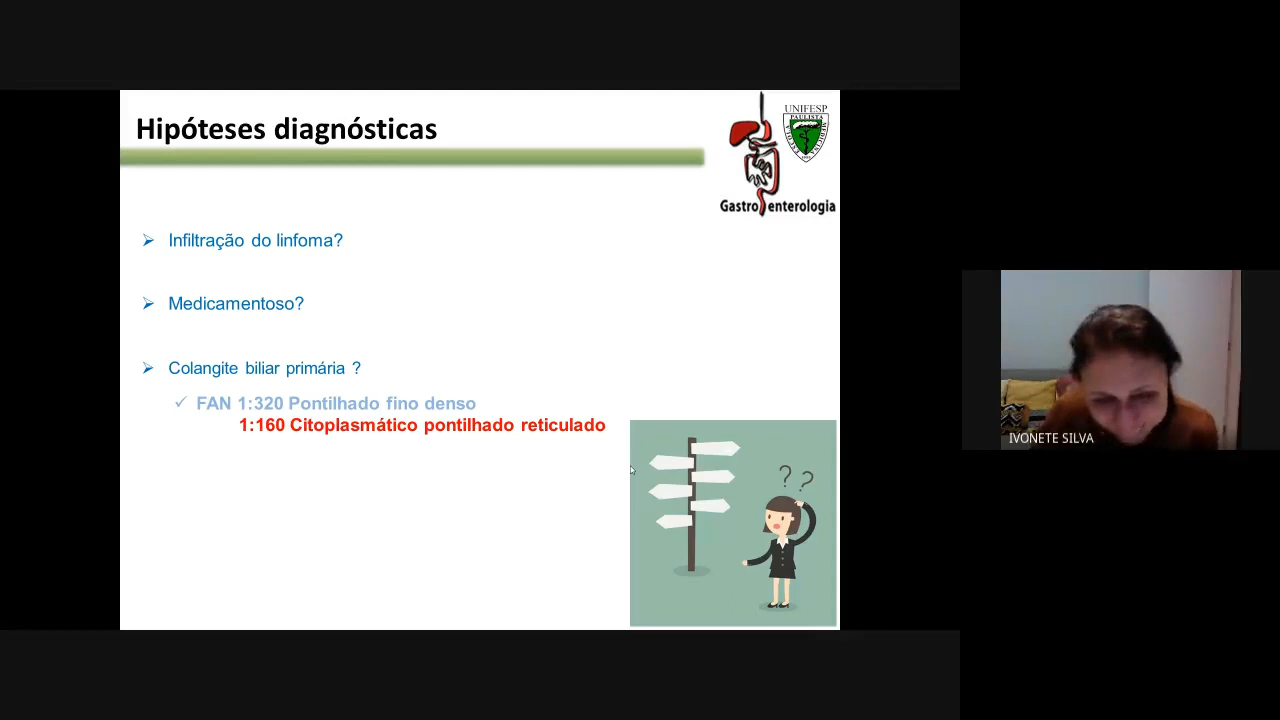 Hipóteses diagnósticas
UNIFESP
PAULISTA
Gastroenterologia
Infiltração do linfoma?
Medicamentoso?
Colangite biliar primária ?
FAN 1:320 Pontilhado fino denso
1:160 Citoplasmático pontilhado reticulado
? ?
IVONETE SILVA